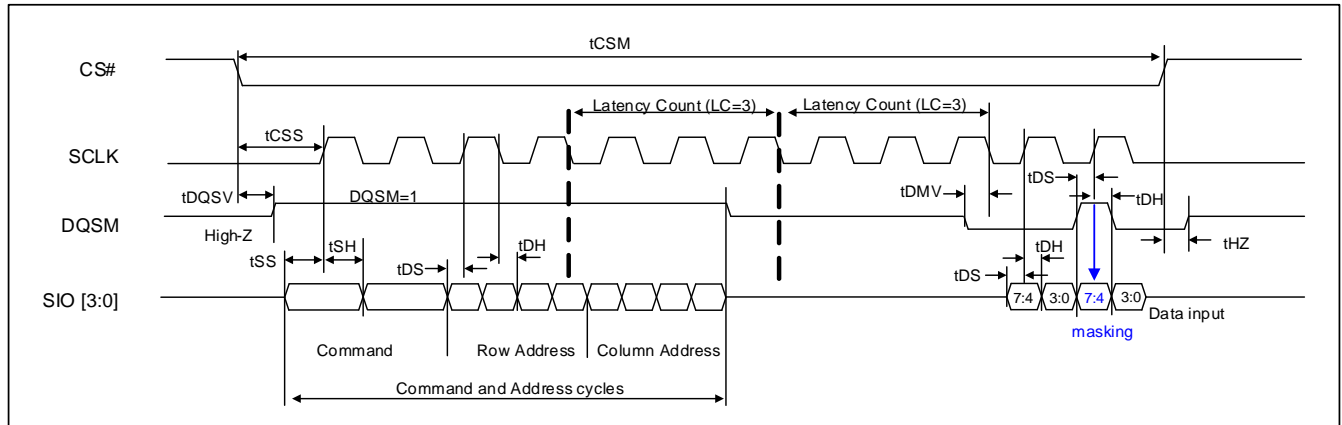 tCSM
CS#
Latency Count (LC=3) Latency Count (LC=3)
tCSS
SCLK
tDS
tDQSV DQSM=1 tDMV tDH
DQSM
High-Z tSH tDH tHZ
tSS tDS tDH tDS
SIO [3:0] 7:4 3:0 7:4 3:0 Data input
masking
Command Row Address Column Address
Command and Address cycles